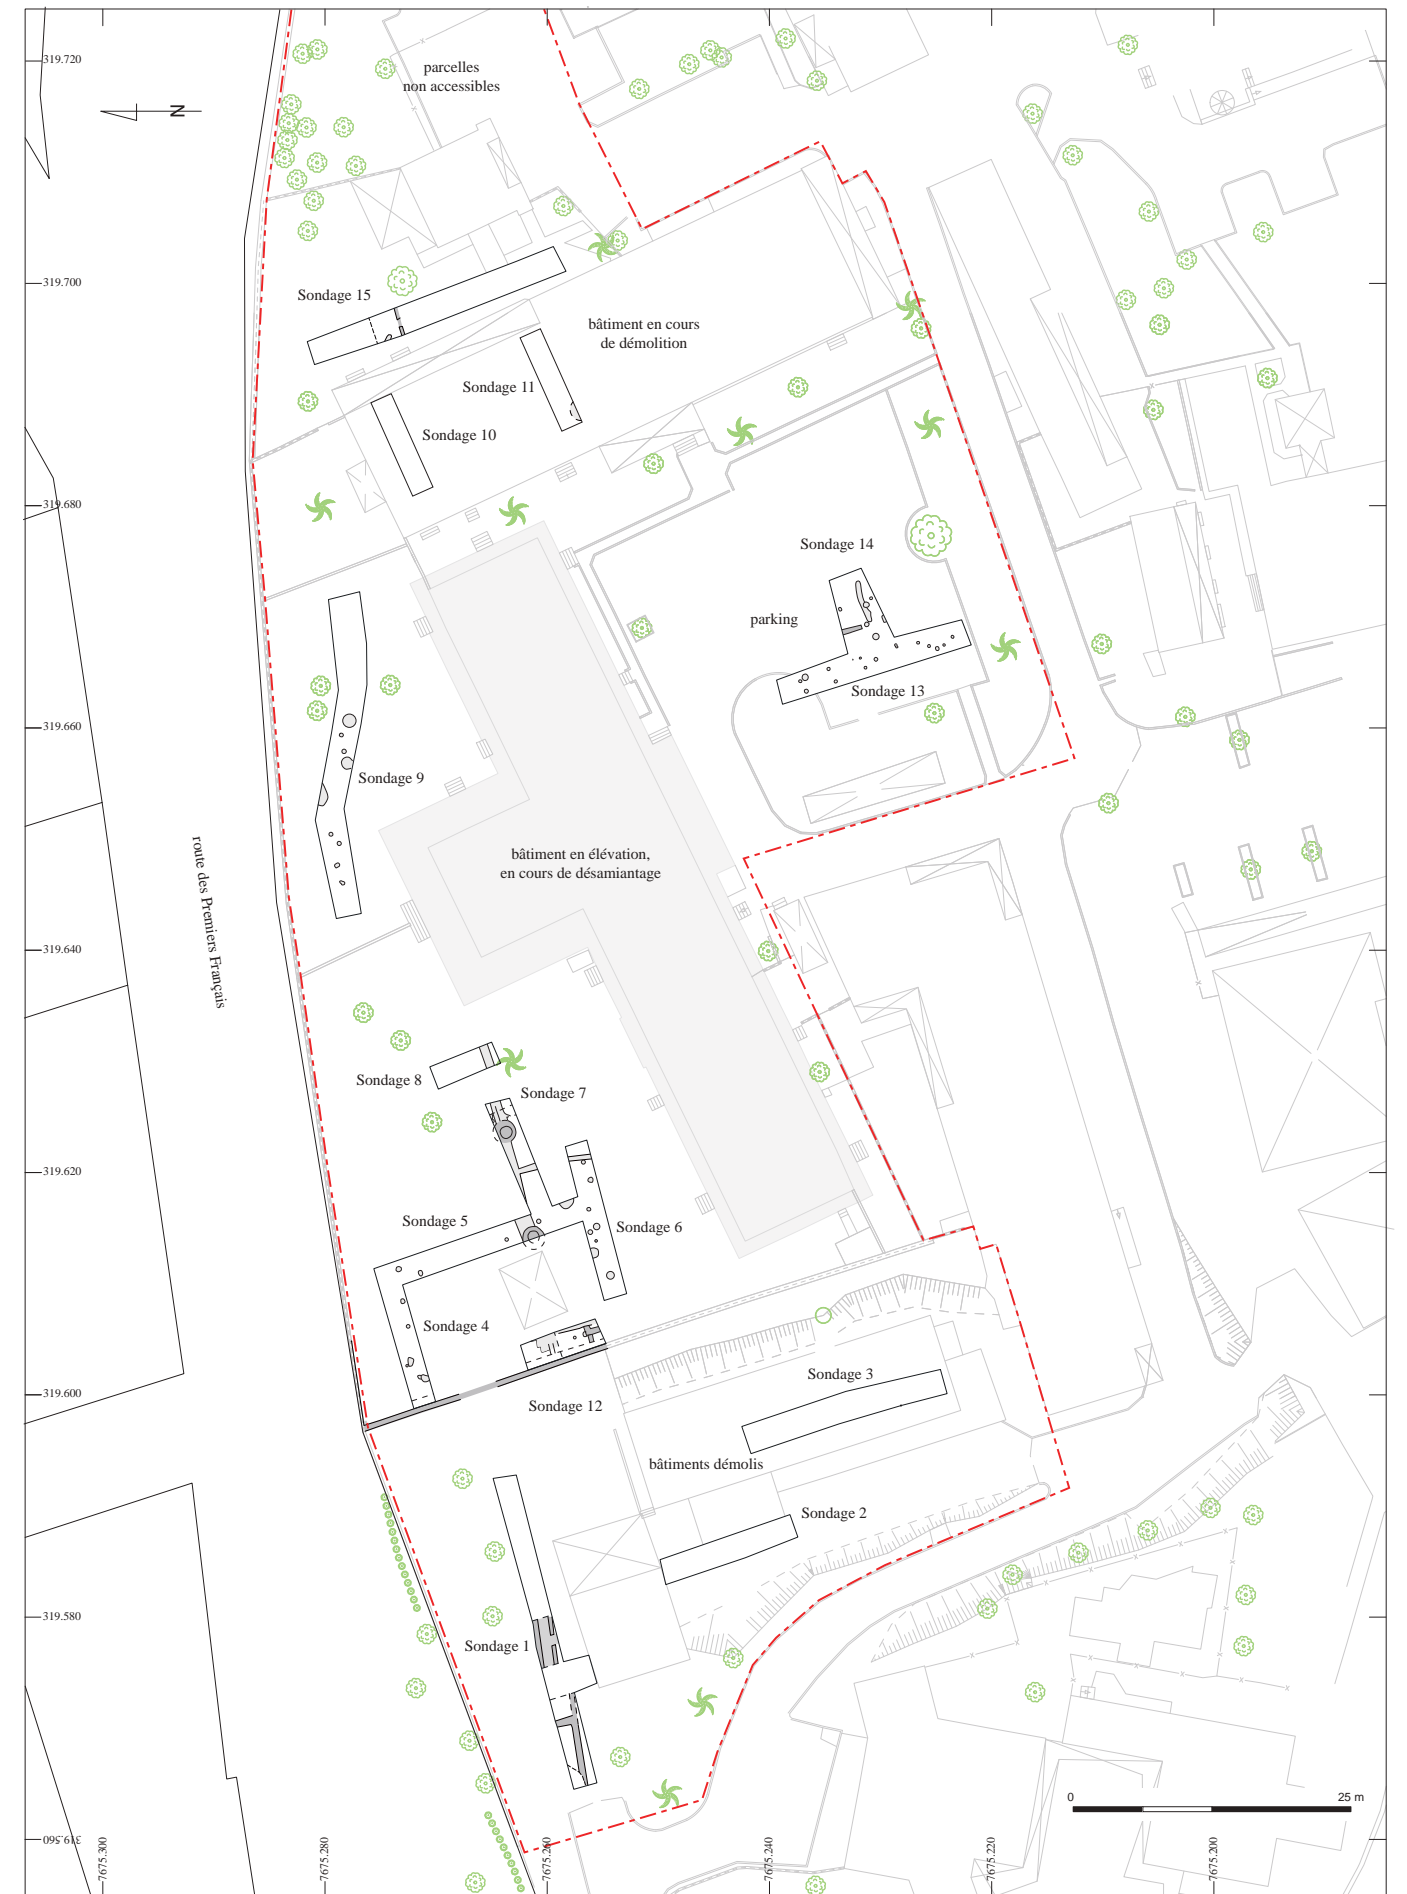 319.720
parcelles
non accessibles
N
319.700
Sondage 15
bâtiment en cours
de démolition
Sondage 11
Sondage 10
319.680
Sondage 14
parking
Sondage 13
319.660
Sondage 9
route des Premiers Français
bâtiment en élévation,
en cours de désamiantage
319.640
Sondage 8
Sondage 7
319.620
Sondage 5
Sondage 6
Sondage 4
Sondage 3
319.600
Sondage 12
bâtiments démolis
Sondage 2
319.580
Sondage 1
0
25 m
319.560
7675.300
7675.280
7675.260
7675.240
7675.220
7675.200